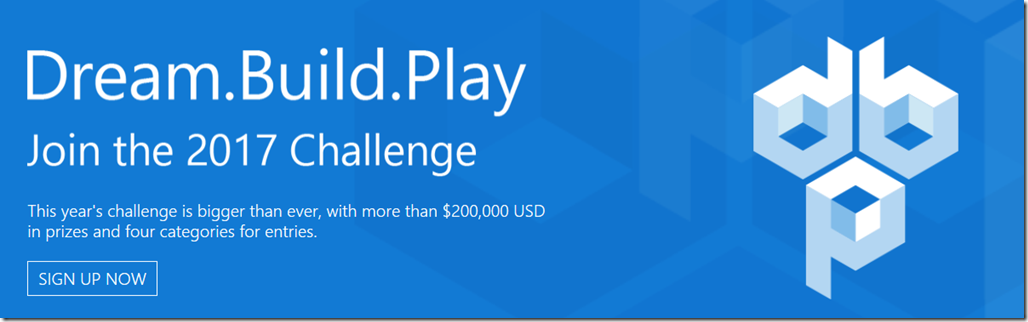 Dream.Build.Play
Join the 2017 Challenge
This year's challenge is bigger than ever, with more than $200,000 USD
in prizes and four categories for entries.
SIGN UP NOW
db
p